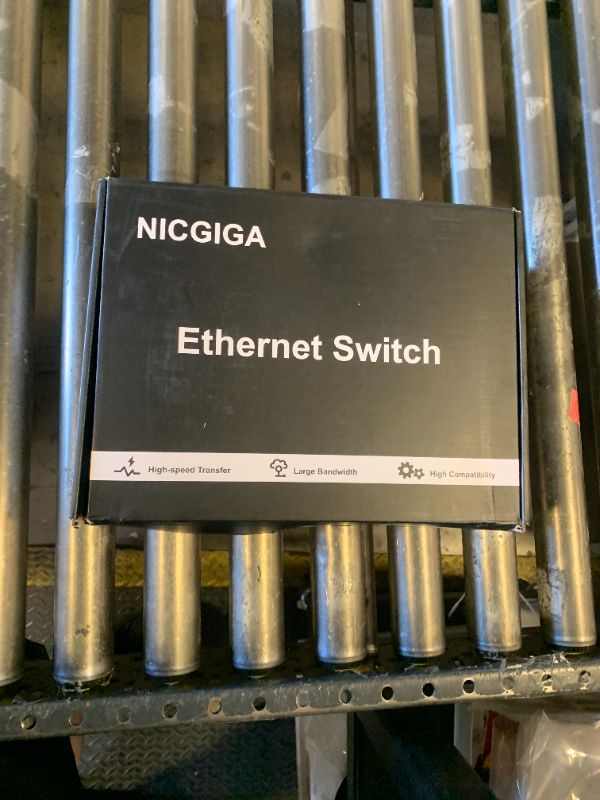 NICGIGA
Ethernet Switch
High-speed Transfer Large Bandwidth High Compatibility